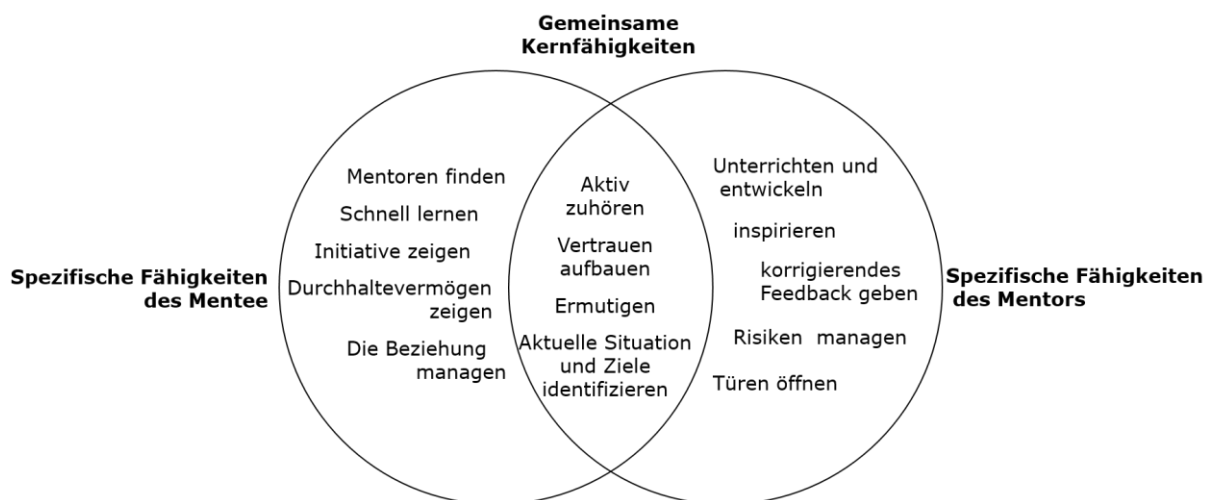 Gemeinsame
Kernfähigkeiten
Spezifische Fähigkeiten
des Mentee
Mentoren finden
Schnell lernen
Initiative zeigen
Durchhaltevermögen
zeigen
Die Beziehung
managen
Aktiv
zuhören
Vertrauen
aufbauen
Ermutigen
Aktuelle Situation
und Ziele
identifizieren
Unterrichten und
entwickeln
inspirieren
korrigierendes
Feedback geben
Risiken managen
Türen öffnen
Spezifische Fähigkeiten
des Mentors